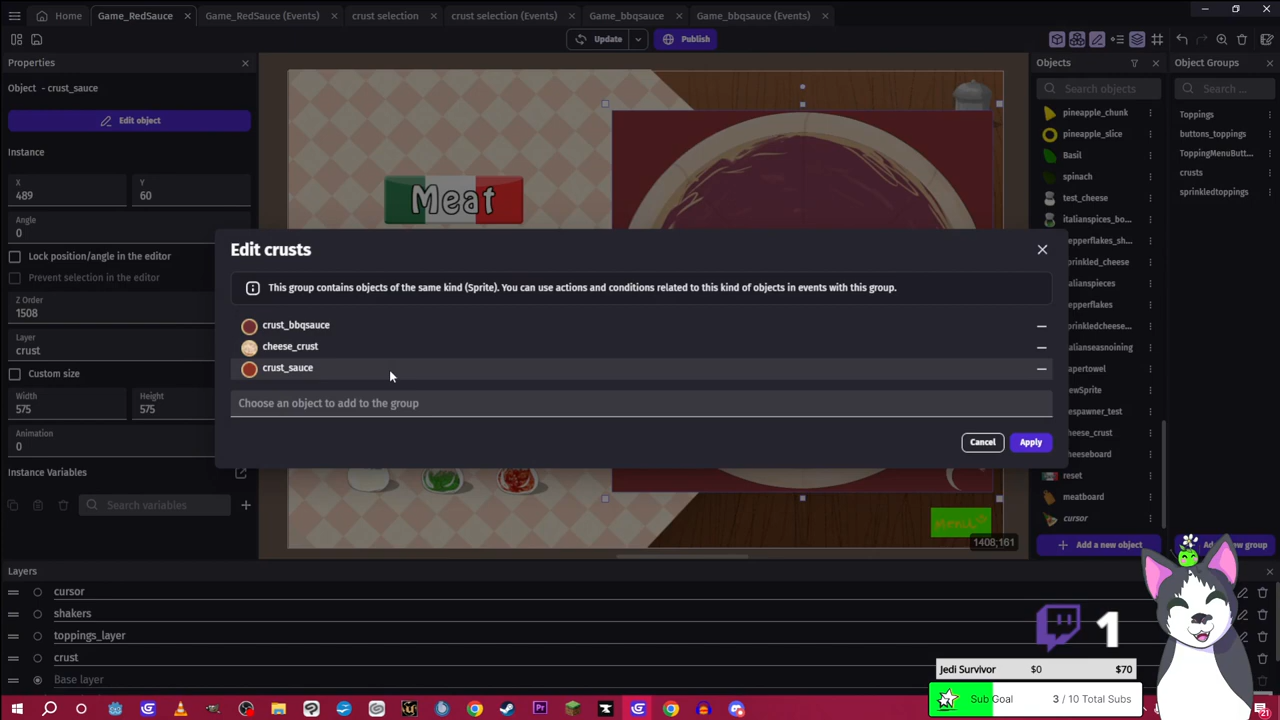 Home
Game_RedSauce
Game_RedSauce (Events)
crust selection
crust selection (Events)
Game_bbqsauce
Game_bbqsauce (Events)
Update
Publish
Properties
Object - crust_sauce
Edit object
Instance
X
489
Y
60
Angle
0
Lock position/angle in the editor
Prevent selection in the editor
Z Order
1508
Layer
crust
Custom size
Width
575
Height
575
Animation
0
Instance Variables
Search variables
Meat
Menu
1408;161
Edit crusts
This group contains objects of the same kind (Sprite). You can use actions and conditions related to this kind of objects in events with this group.
crust_bbqsauce
cheese_crust
crust_sauce
Choose an object to add to the group
Cancel
Apply
Objects
Search objects
pineapple_chunk
pineapple_slice
Basil
spinach
test_cheese
italianspices_bo...
epperflakes_sh...
prinkled_cheese
talianspieces
epperflakes
prinkledcheese...
talianseasnoning
apertowel
ewSprite
espawner_test
heese_crust
heeseboard
reset
meatboard
cursor
Add a new object
Object Groups
Search ...
Toppings
buttons_toppings
ToppingMenuButt...
crusts
sprinkledtoppings
Layers
cursor
shakers
toppings_layer
crust
Base layer
1
Jedi Survivor $0 $70
Sub Goal 3 / 10 Total Subs
21